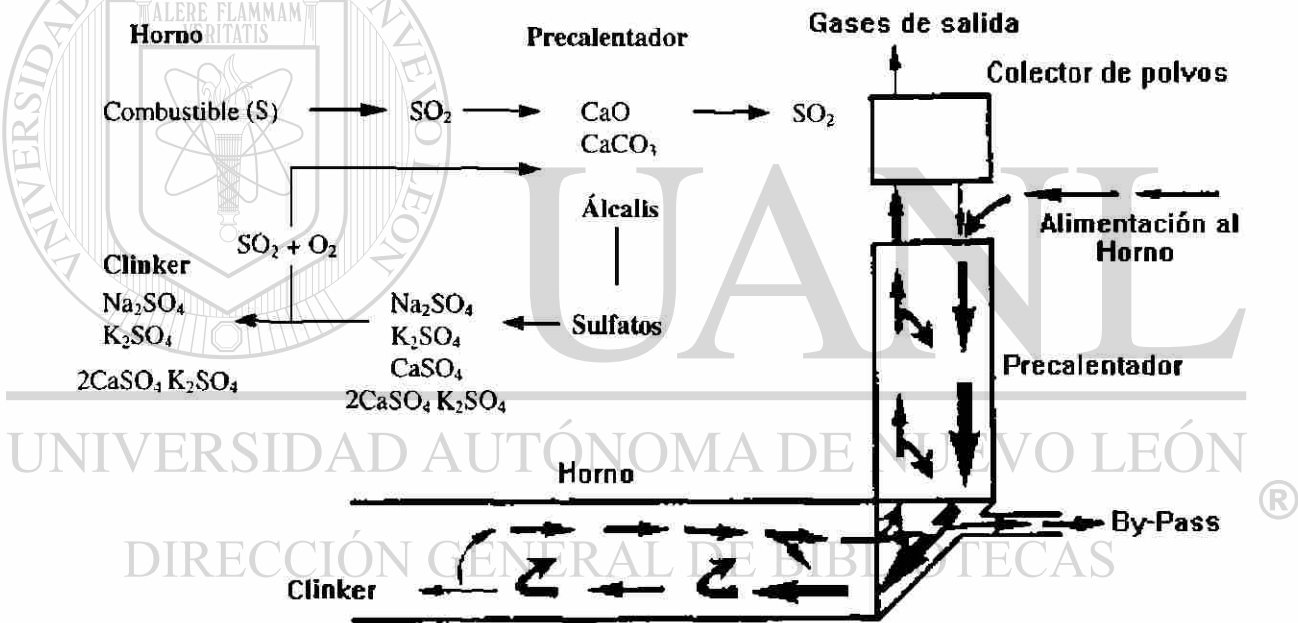 ALERE FLAMMAM
VERITATIS
Horno
Precalentador
Gases de salida
Colector de polvos
Combustible (S)
SO₂
CaO
CaCO₃
SO₂
Álcalis
Alimentación al
Horno
SO₂ + O₂
Clinker
Na₂SO₄
K₂SO₄
2CaSO₄ K₂SO₄
Na₂SO₄
K₂SO₄
CaSO₄
2CaSO₄ K₂SO₄
Sulfatos
Precalentador
UANL
UNIVERSIDAD AUTÓNOMA DE NUEVO LEÓN
®
Horno
By-Pass
DIRECCIÓN GENERAL DE BIBLIOTECAS
Clinker